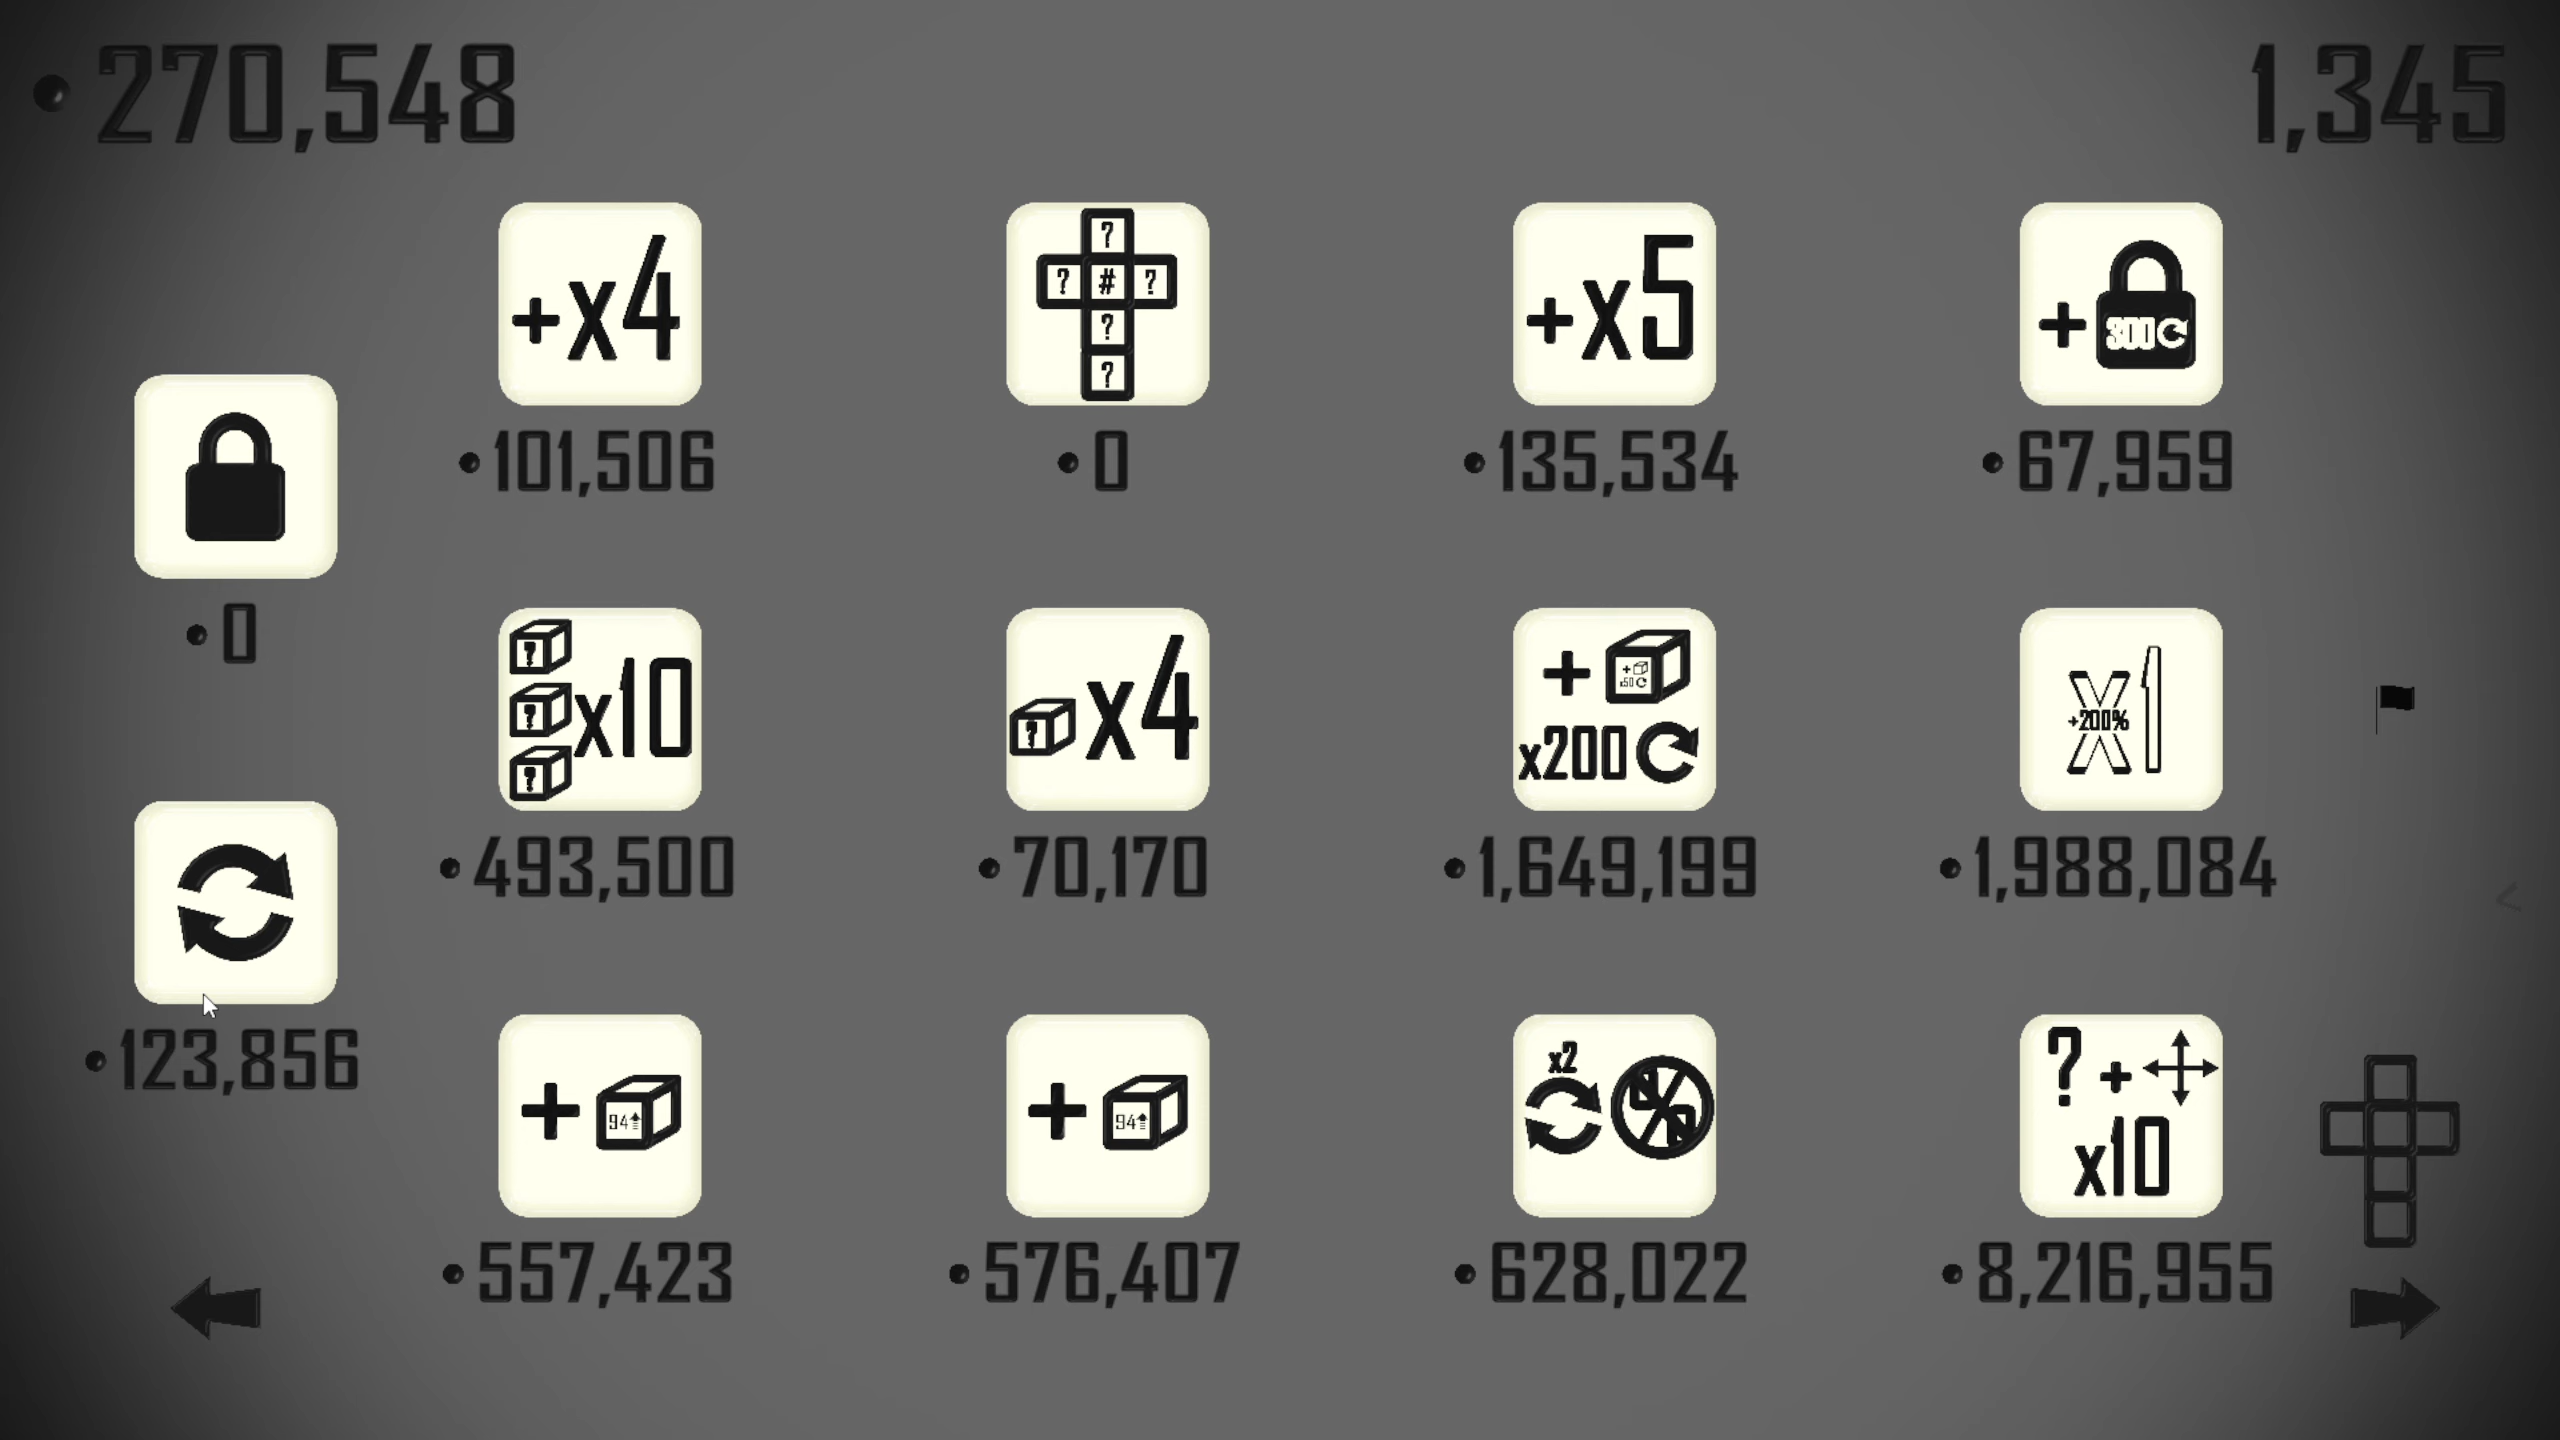 270,548
1,345
+x4
?
? # ?
?
?
+x5
+300
101,506
0
135,534
67,959
0
? ? ? x10
? x4
+ + x50
x200
x1
+200%
493,500
70,170
1,649,199
1,988,084
123,856
+ 94
+ 94
x2
? +
x10
557,423
576,407
628,022
8,216,955
<